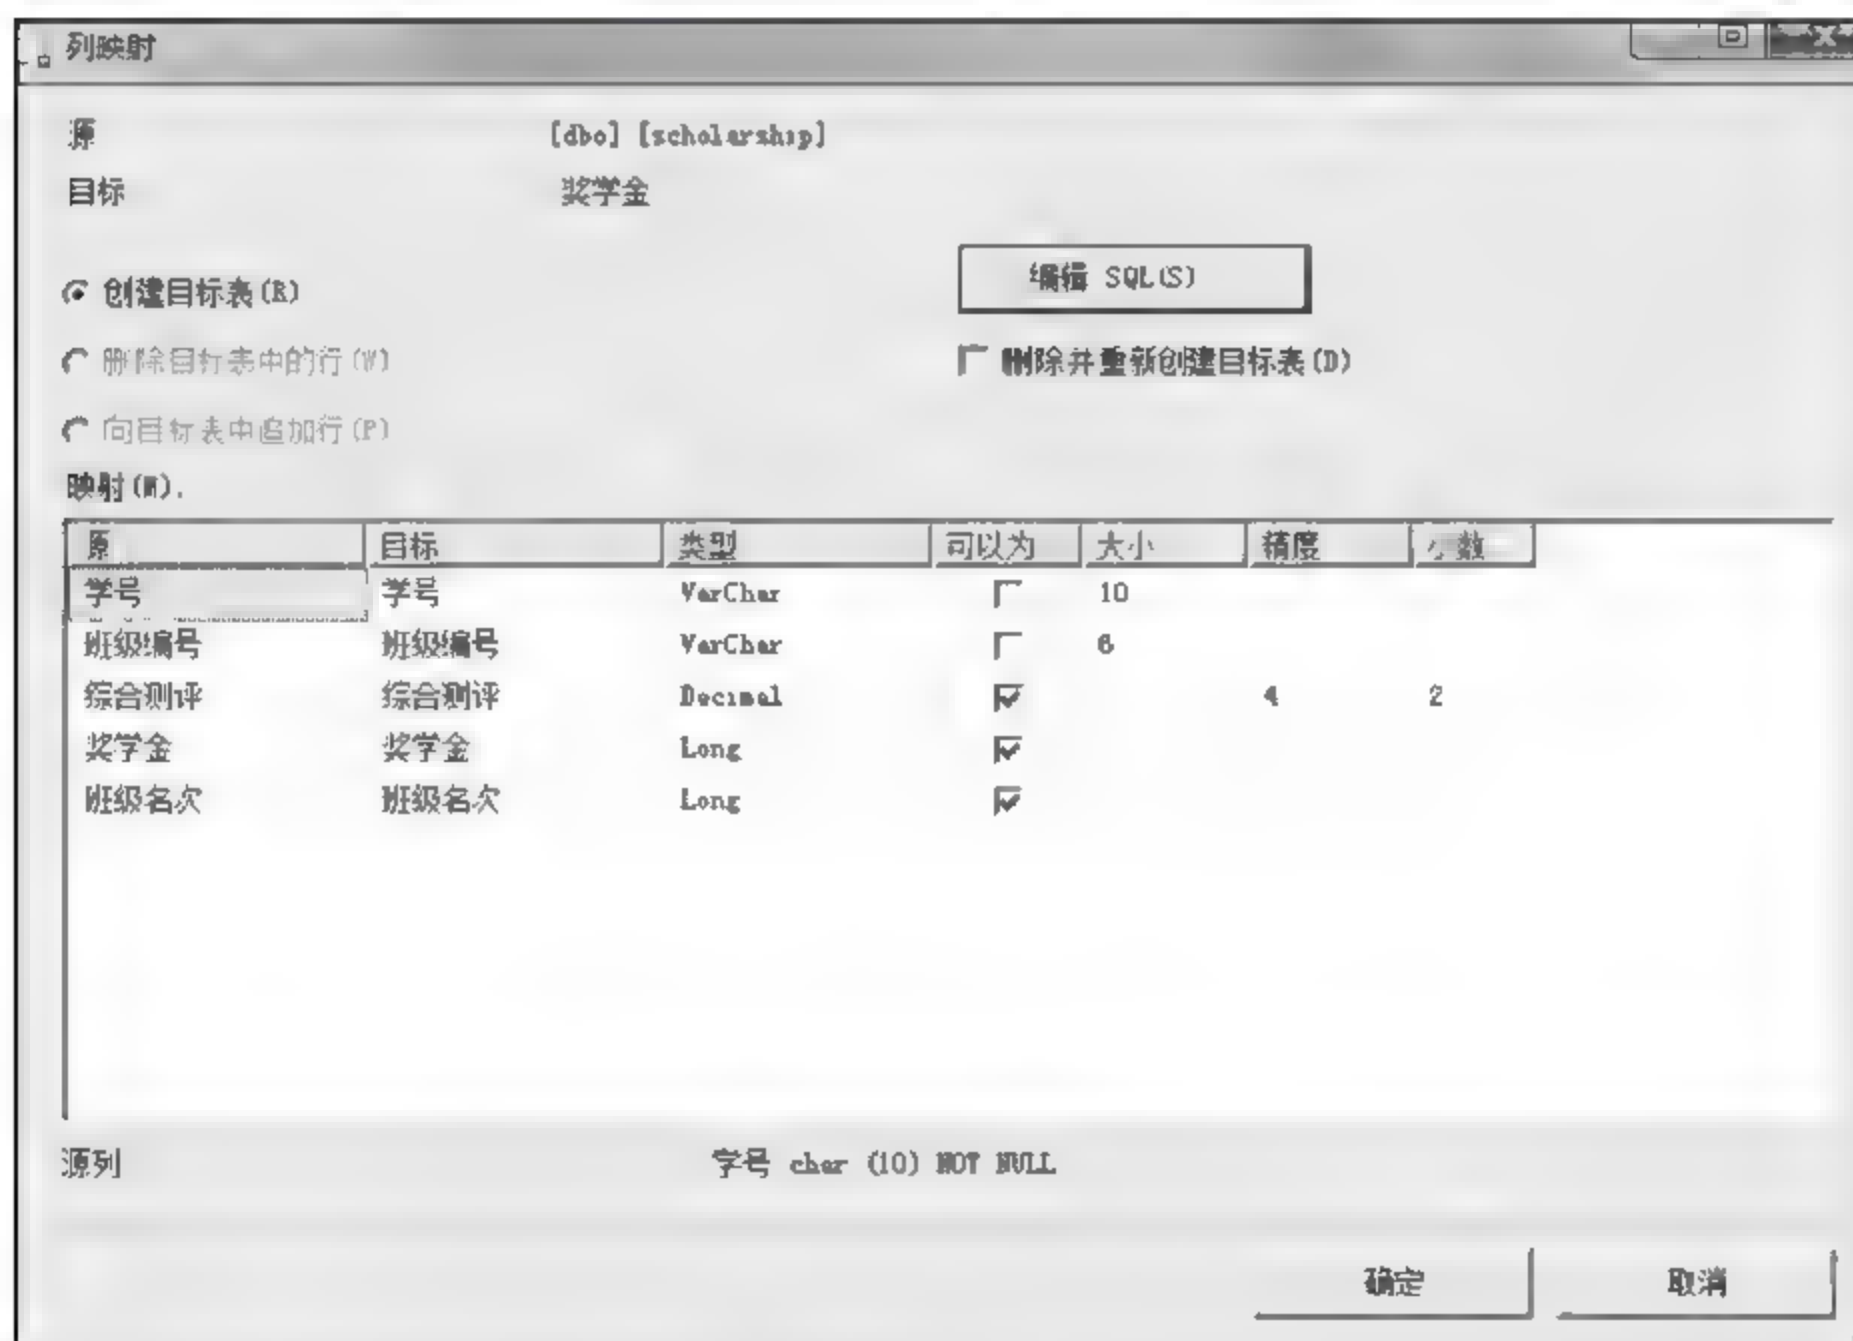 列映射
源 [dbo] [scholarship]
目标 奖学金
编辑 SQL(S)
创建目标表(R)
删除目标表中的行(W)
删除并重新创建目标表(D)
向目标表中追加行(P)
映射(M).
源 目标 类型 可以为 大小 精度 小数
学号 学号 VarChar 10
班级编号 班级编号 VarChar 6
综合测评 综合测评 Decimal 4 2
奖学金 奖学金 Long
班级名次 班级名次 Long
源列 学号 char (10) NOT NULL
确定 取消